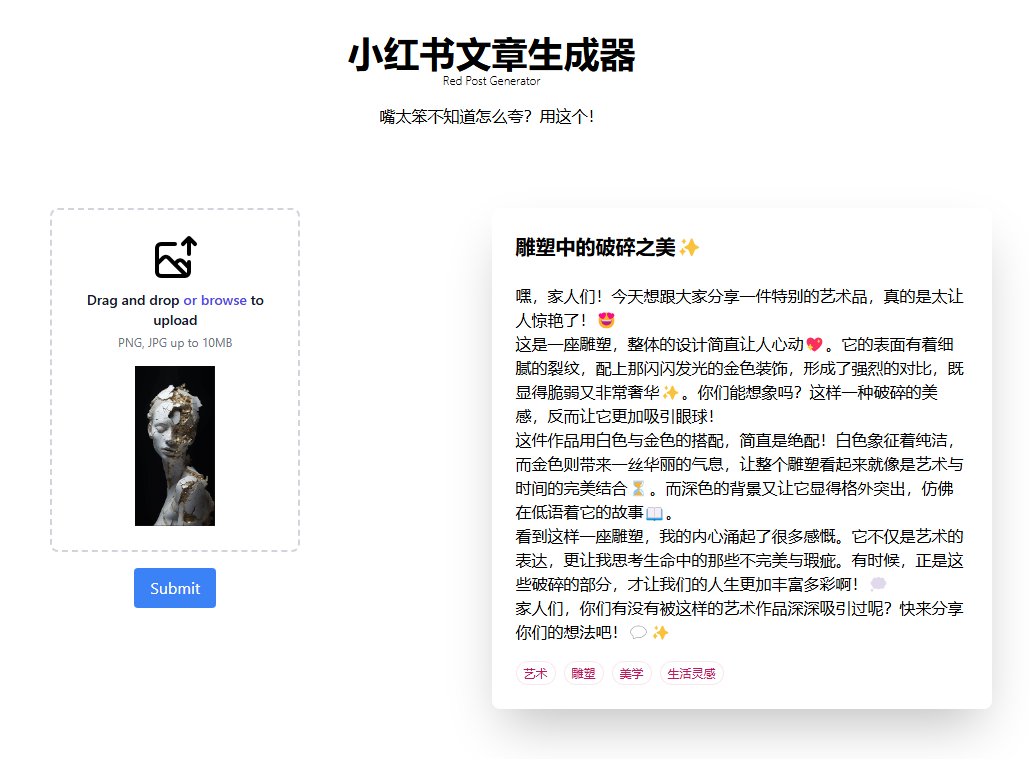 小红书文章生成器
Red Post Generator
嘴太笨不知道怎么夸？用这个！
Drag and drop or browse to
upload
PNG, JPG up to 10MB
Submit
雕塑中的破碎之美✨
嘿，家人们！今天想跟大家分享一件特别的艺术品，真的是太让
人惊艳了！😍
这是一座雕塑，整体的设计简直让人心动💖。它的表面有着细
腻的裂纹，配上那闪闪发光的金色装饰，形成了强烈的对比，既
显得脆弱又非常奢华✨。你们能想象吗？这样一种破碎的美
感，反而让它更加吸引眼球！
这件作品用白色与金色的搭配，简直是绝配！白色象征着纯洁，
而金色则带来一丝华丽的气息，让整个雕塑看起来就像是艺术与
时间的完美结合⏳。而深色的背景又让它显得格外突出，仿佛
在低语着它的故事📖。
看到这样一座雕塑，我的内心涌起了很多感慨。它不仅是艺术的
表达，更让我思考生命中的那些不完美与瑕疵。有时候，正是这
些破碎的部分，才让我们的人生更加丰富多彩啊！💭
家人们，你们有没有被这样的艺术作品深深吸引过呢？快来分享
你们的想法吧！💬✨
艺术 雕塑 美学 生活灵感